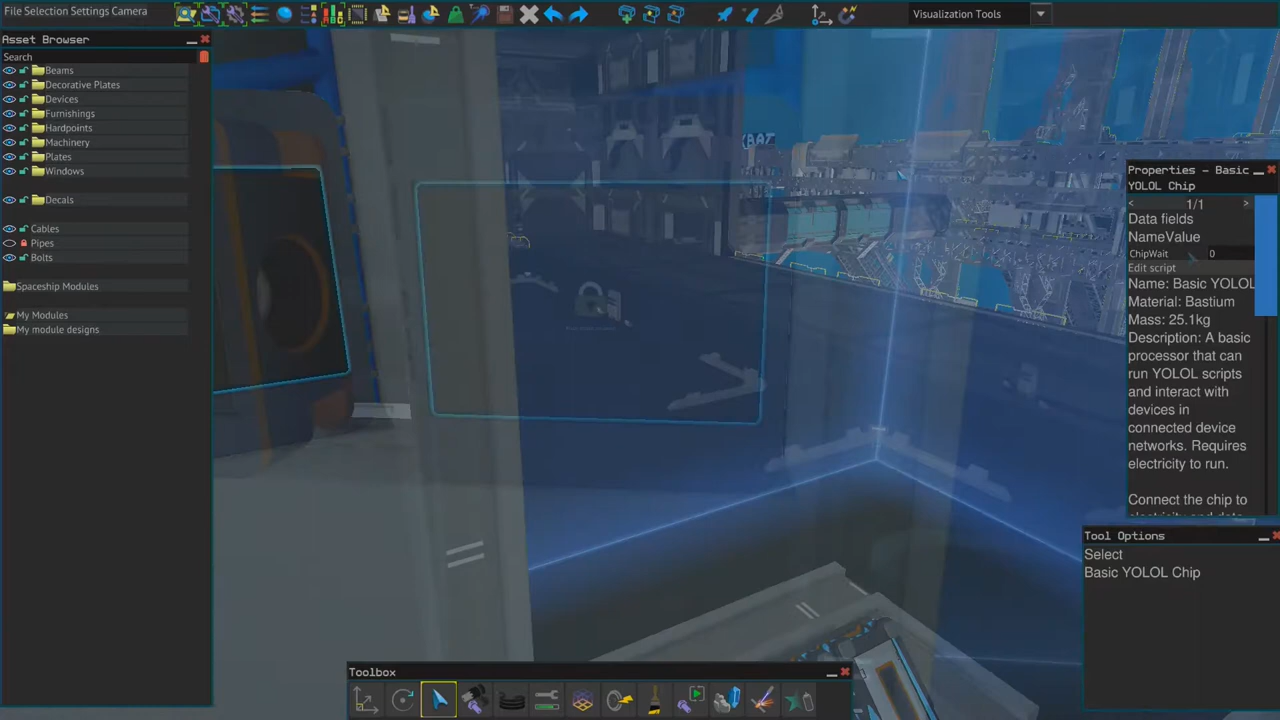 File Selection Settings Camera
Visualization Tools
Asset Browser
Search
Beams
Decorative Plates
Devices
Furnishings
Hardpoints
Machinery
Plates
Windows
Decals
Cables
Pipes
Bolts
Spaceship Modules
My Modules
My module designs
Properties - Basic
YOLOL Chip
< 1/1 >
Data fields
NameValue
ChipWait 0
Edit script
Name: Basic YOLOL
Material: Bastium
Mass: 25.1kg
Description: A basic
processor that can
run YOLOL scripts
and interact with
devices in
connected device
networks. Requires
electricity to run.
Connect the chip to
Tool Options
Select
Basic YOLOL Chip
Toolbox